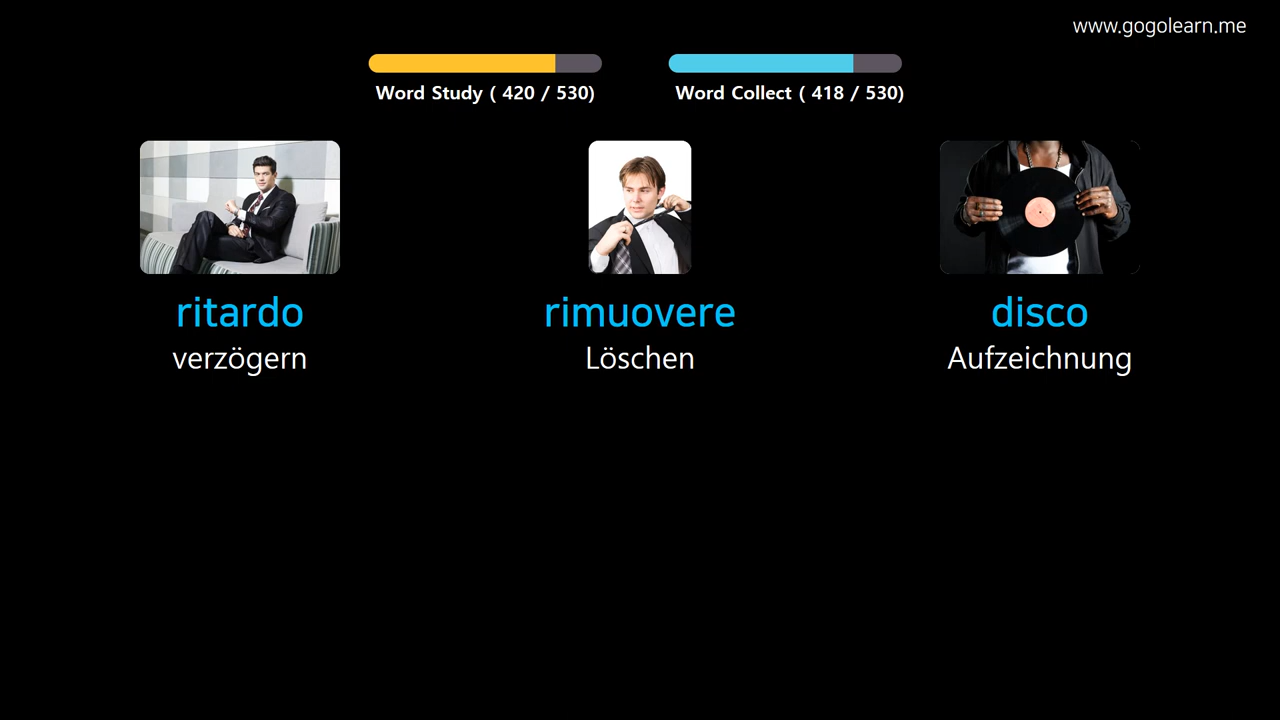 www.gogolearn.me
Word Study ( 420 / 530)
Word Collect ( 418 / 530)
ritardo
rimuovere
disco
verzögern
Löschen
Aufzeichnung